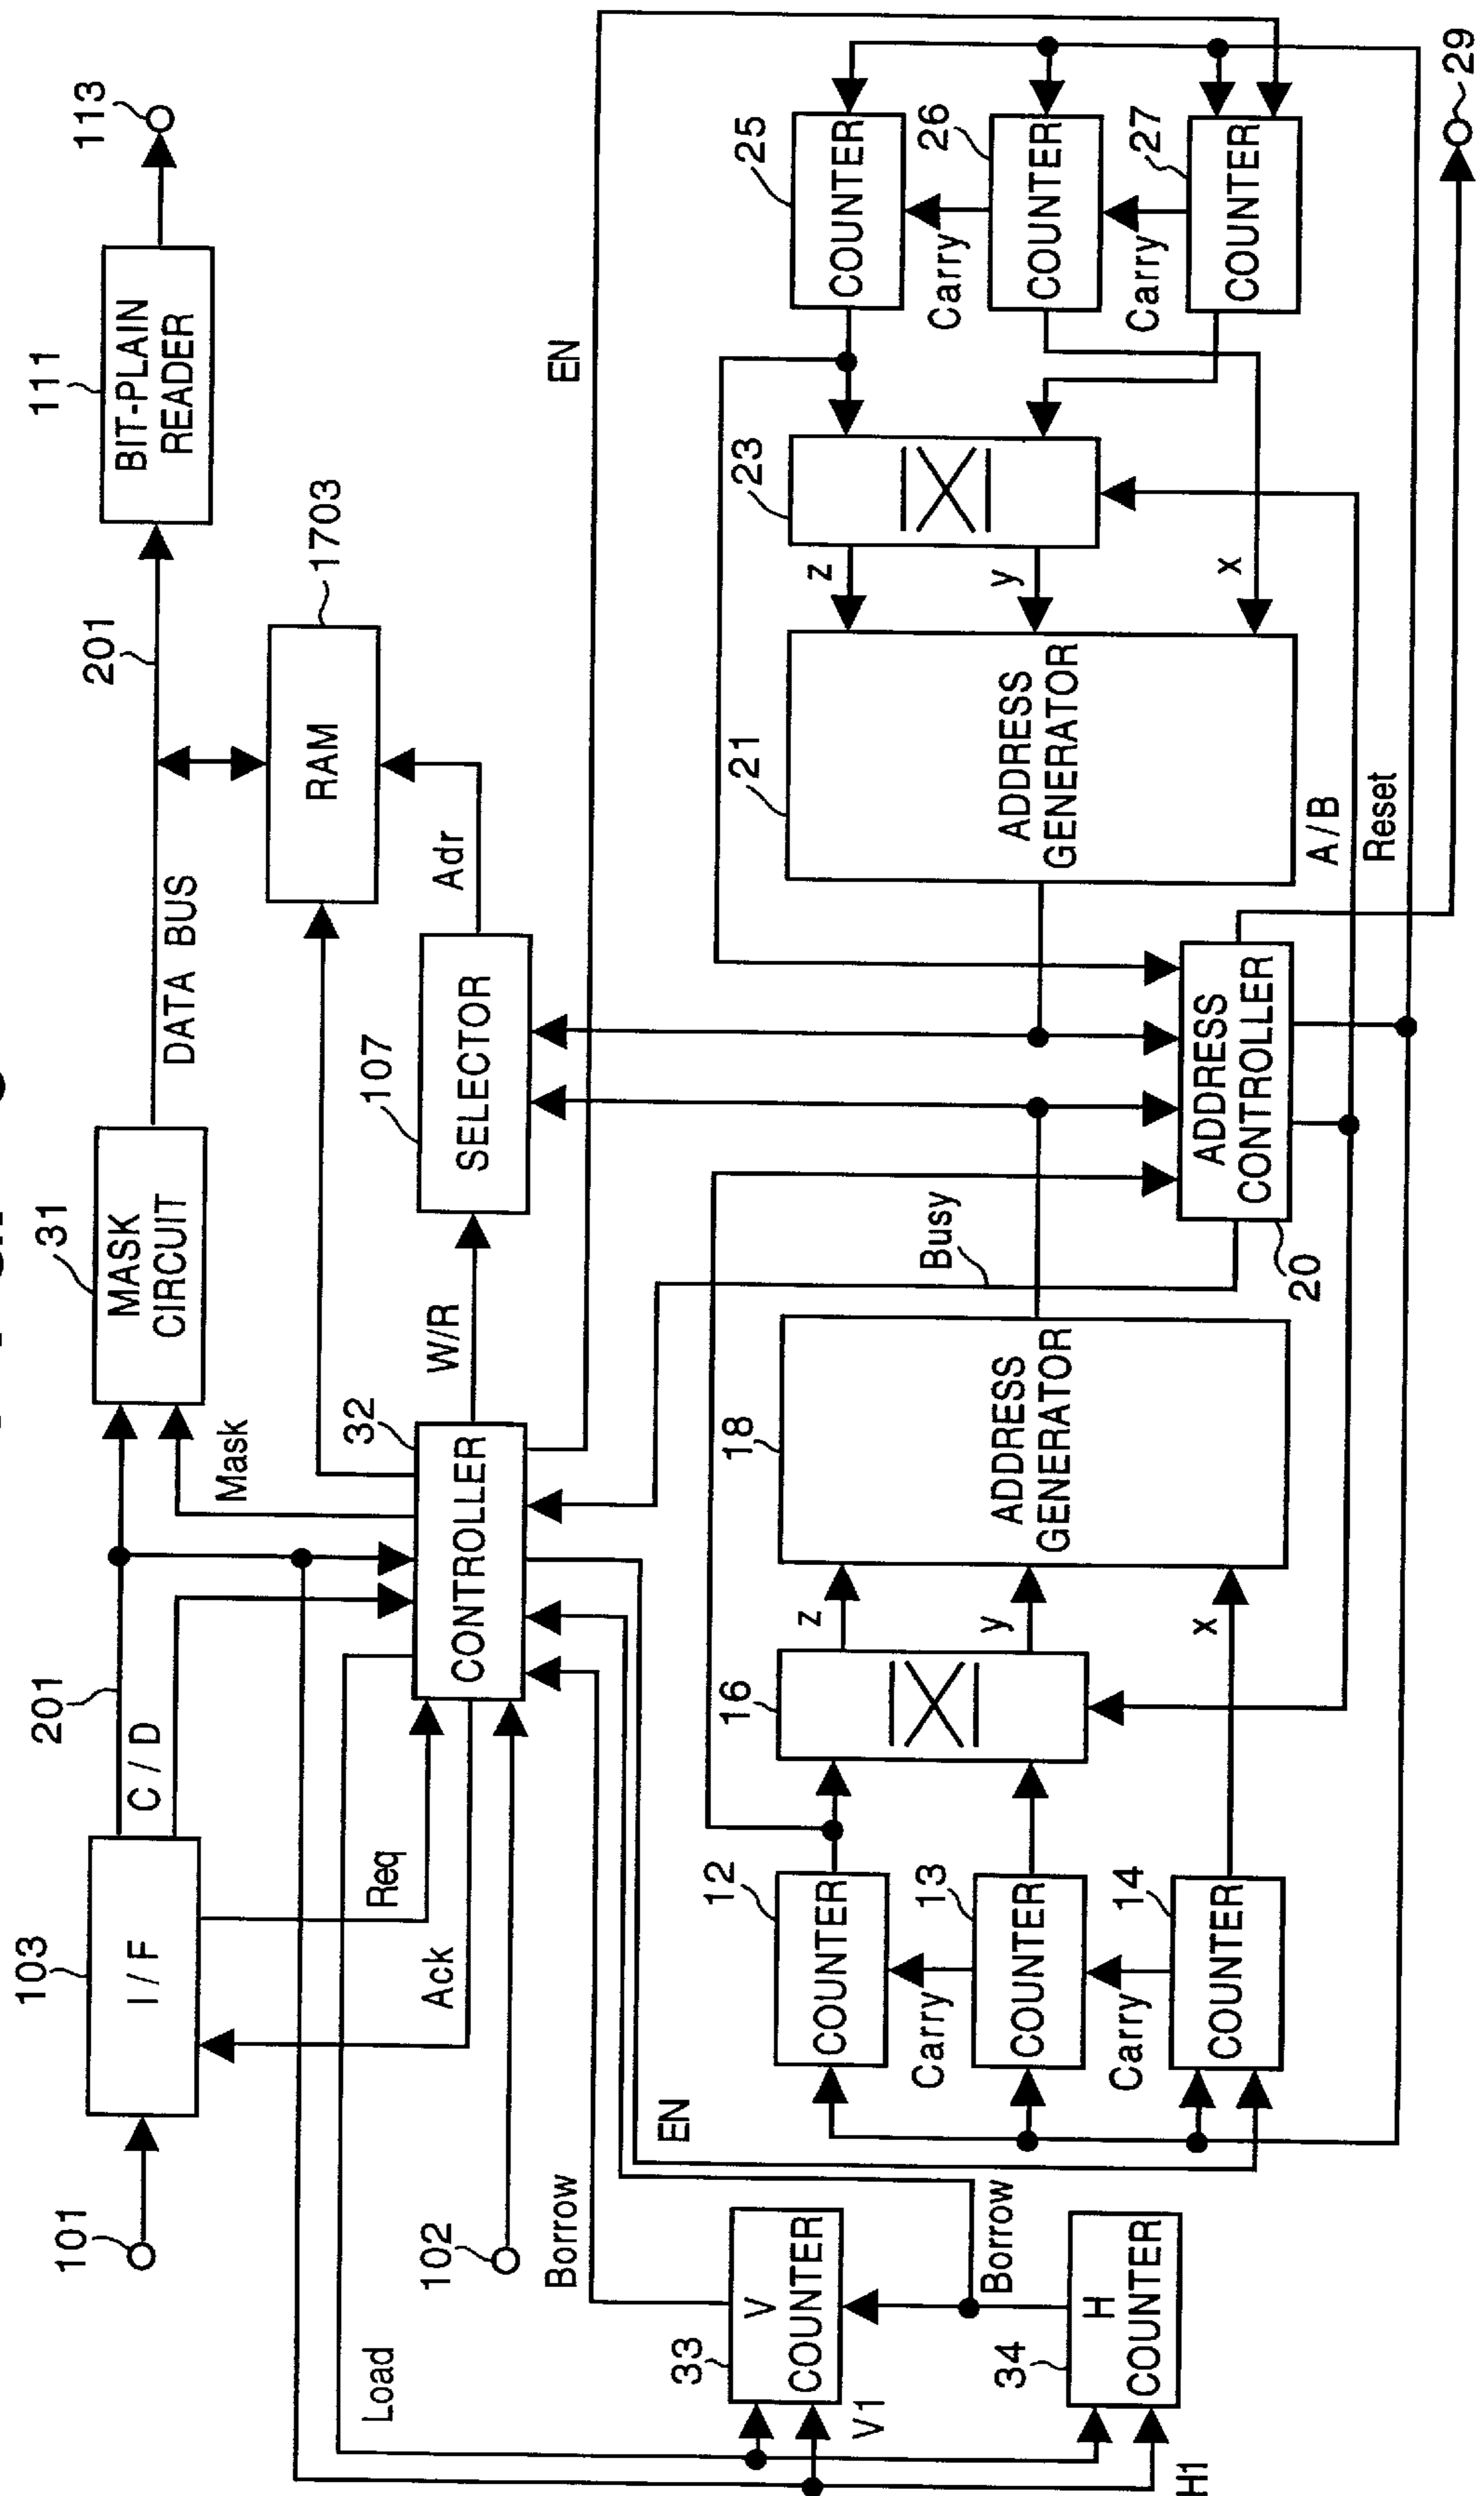 101
103
I/F
201
C/D
31
MASK
CIRCUIT
DATA BUS
201
111
BIT-PLAIN
READER
113
Mask
RAM
1703
Load
102
Req
Ack
32
CONTROLLER
W/R
107
SELECTOR
Adr
Borrow
EN
EN
33
V
COUNTER
V1
Borrow
34
H
COUNTER
H1
12
COUNTER
Carry
13
COUNTER
Carry
14
COUNTER
16
z
y
x
18
ADDRESS
GENERATOR
Busy
20
ADDRESS
CONTROLLER
21
ADDRESS
GENERATOR
A/B
Reset
z
y
x
23
25
COUNTER
Carry
26
COUNTER
Carry
27
COUNTER
29